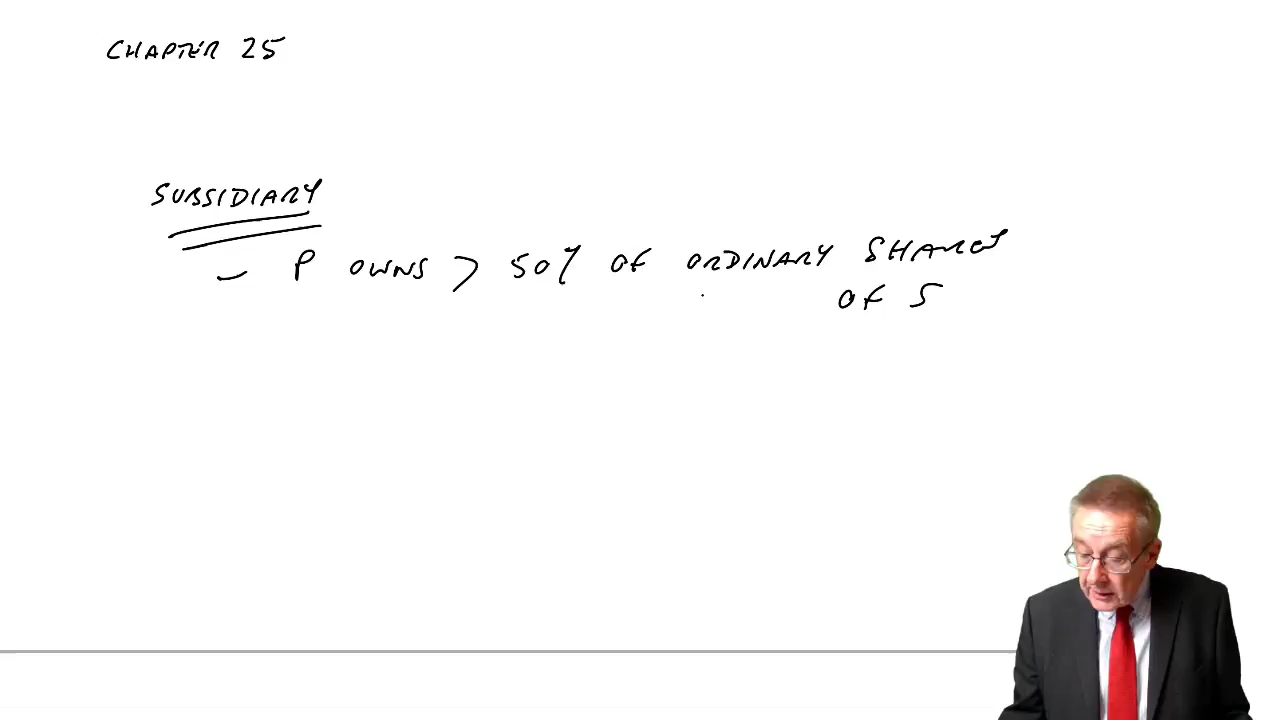 CHAPTER 25
SUBSIDIARY
– P OWNS > 50% OF ORDINARY SHARES
OF S